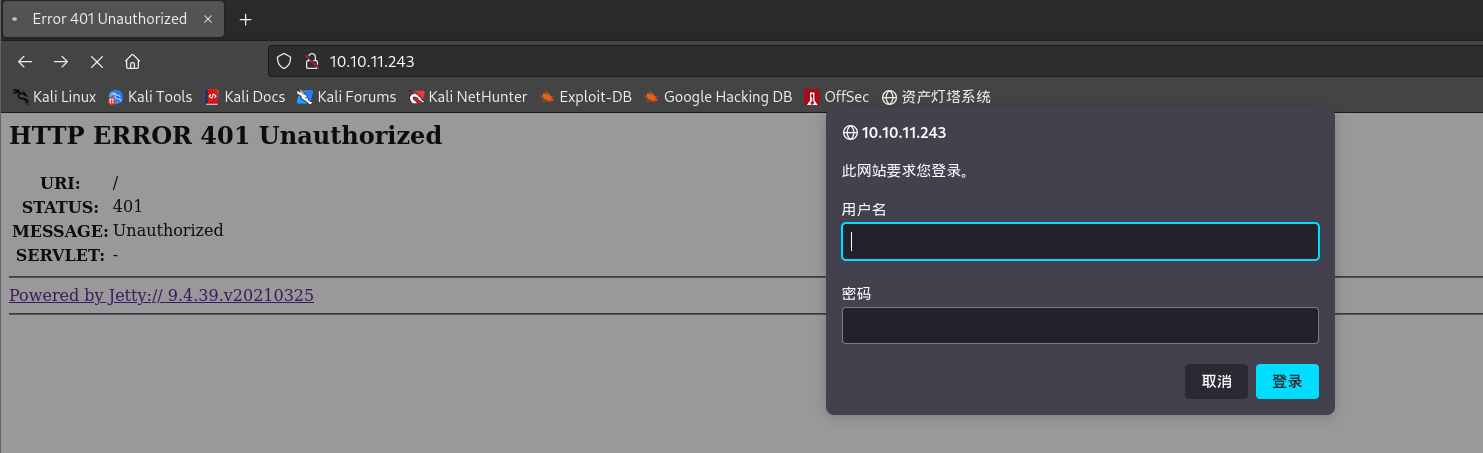 Error 401 Unauthorized
10.10.11.243
Kali Linux Kali Tools Kali Docs Kali Forums Kali NetHunter Exploit-DB Google Hacking DB OffSec 资产灯塔系统
HTTP ERROR 401 Unauthorized
URI: /
STATUS: 401
MESSAGE: Unauthorized
SERVLET: -
Powered by Jetty:// 9.4.39.v20210325
10.10.11.243
此网站要求您登录。
用户名
密码
取消 登录